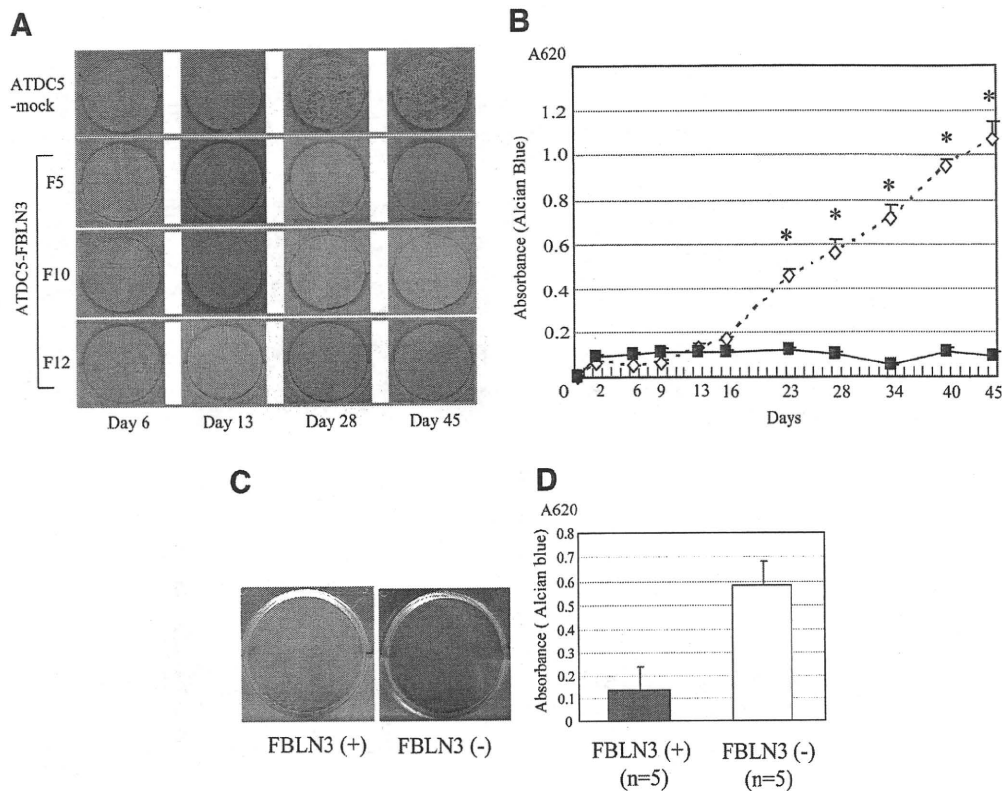 A
ATDC5
-mock
ATDC5-FBLN3
F5
F10
F12
Day 6
Day 13
Day 28
Day 45
B
A620
Absorbance (Alcian Blue)
1.2
1.0
0.8
0.6
0.4
0.2
0
* * * * *
2 6 9 13 16 23 28 34 40 45
Days
C
FBLN3 (+)
FBLN3 (-)
D
A620
Absorbance ( Alcian blue)
0.8
0.7
0.6
0.5
0.4
0.3
0.2
0.1
0
FBLN3 (+)
(n=5)
FBLN3 (-)
(n=5)